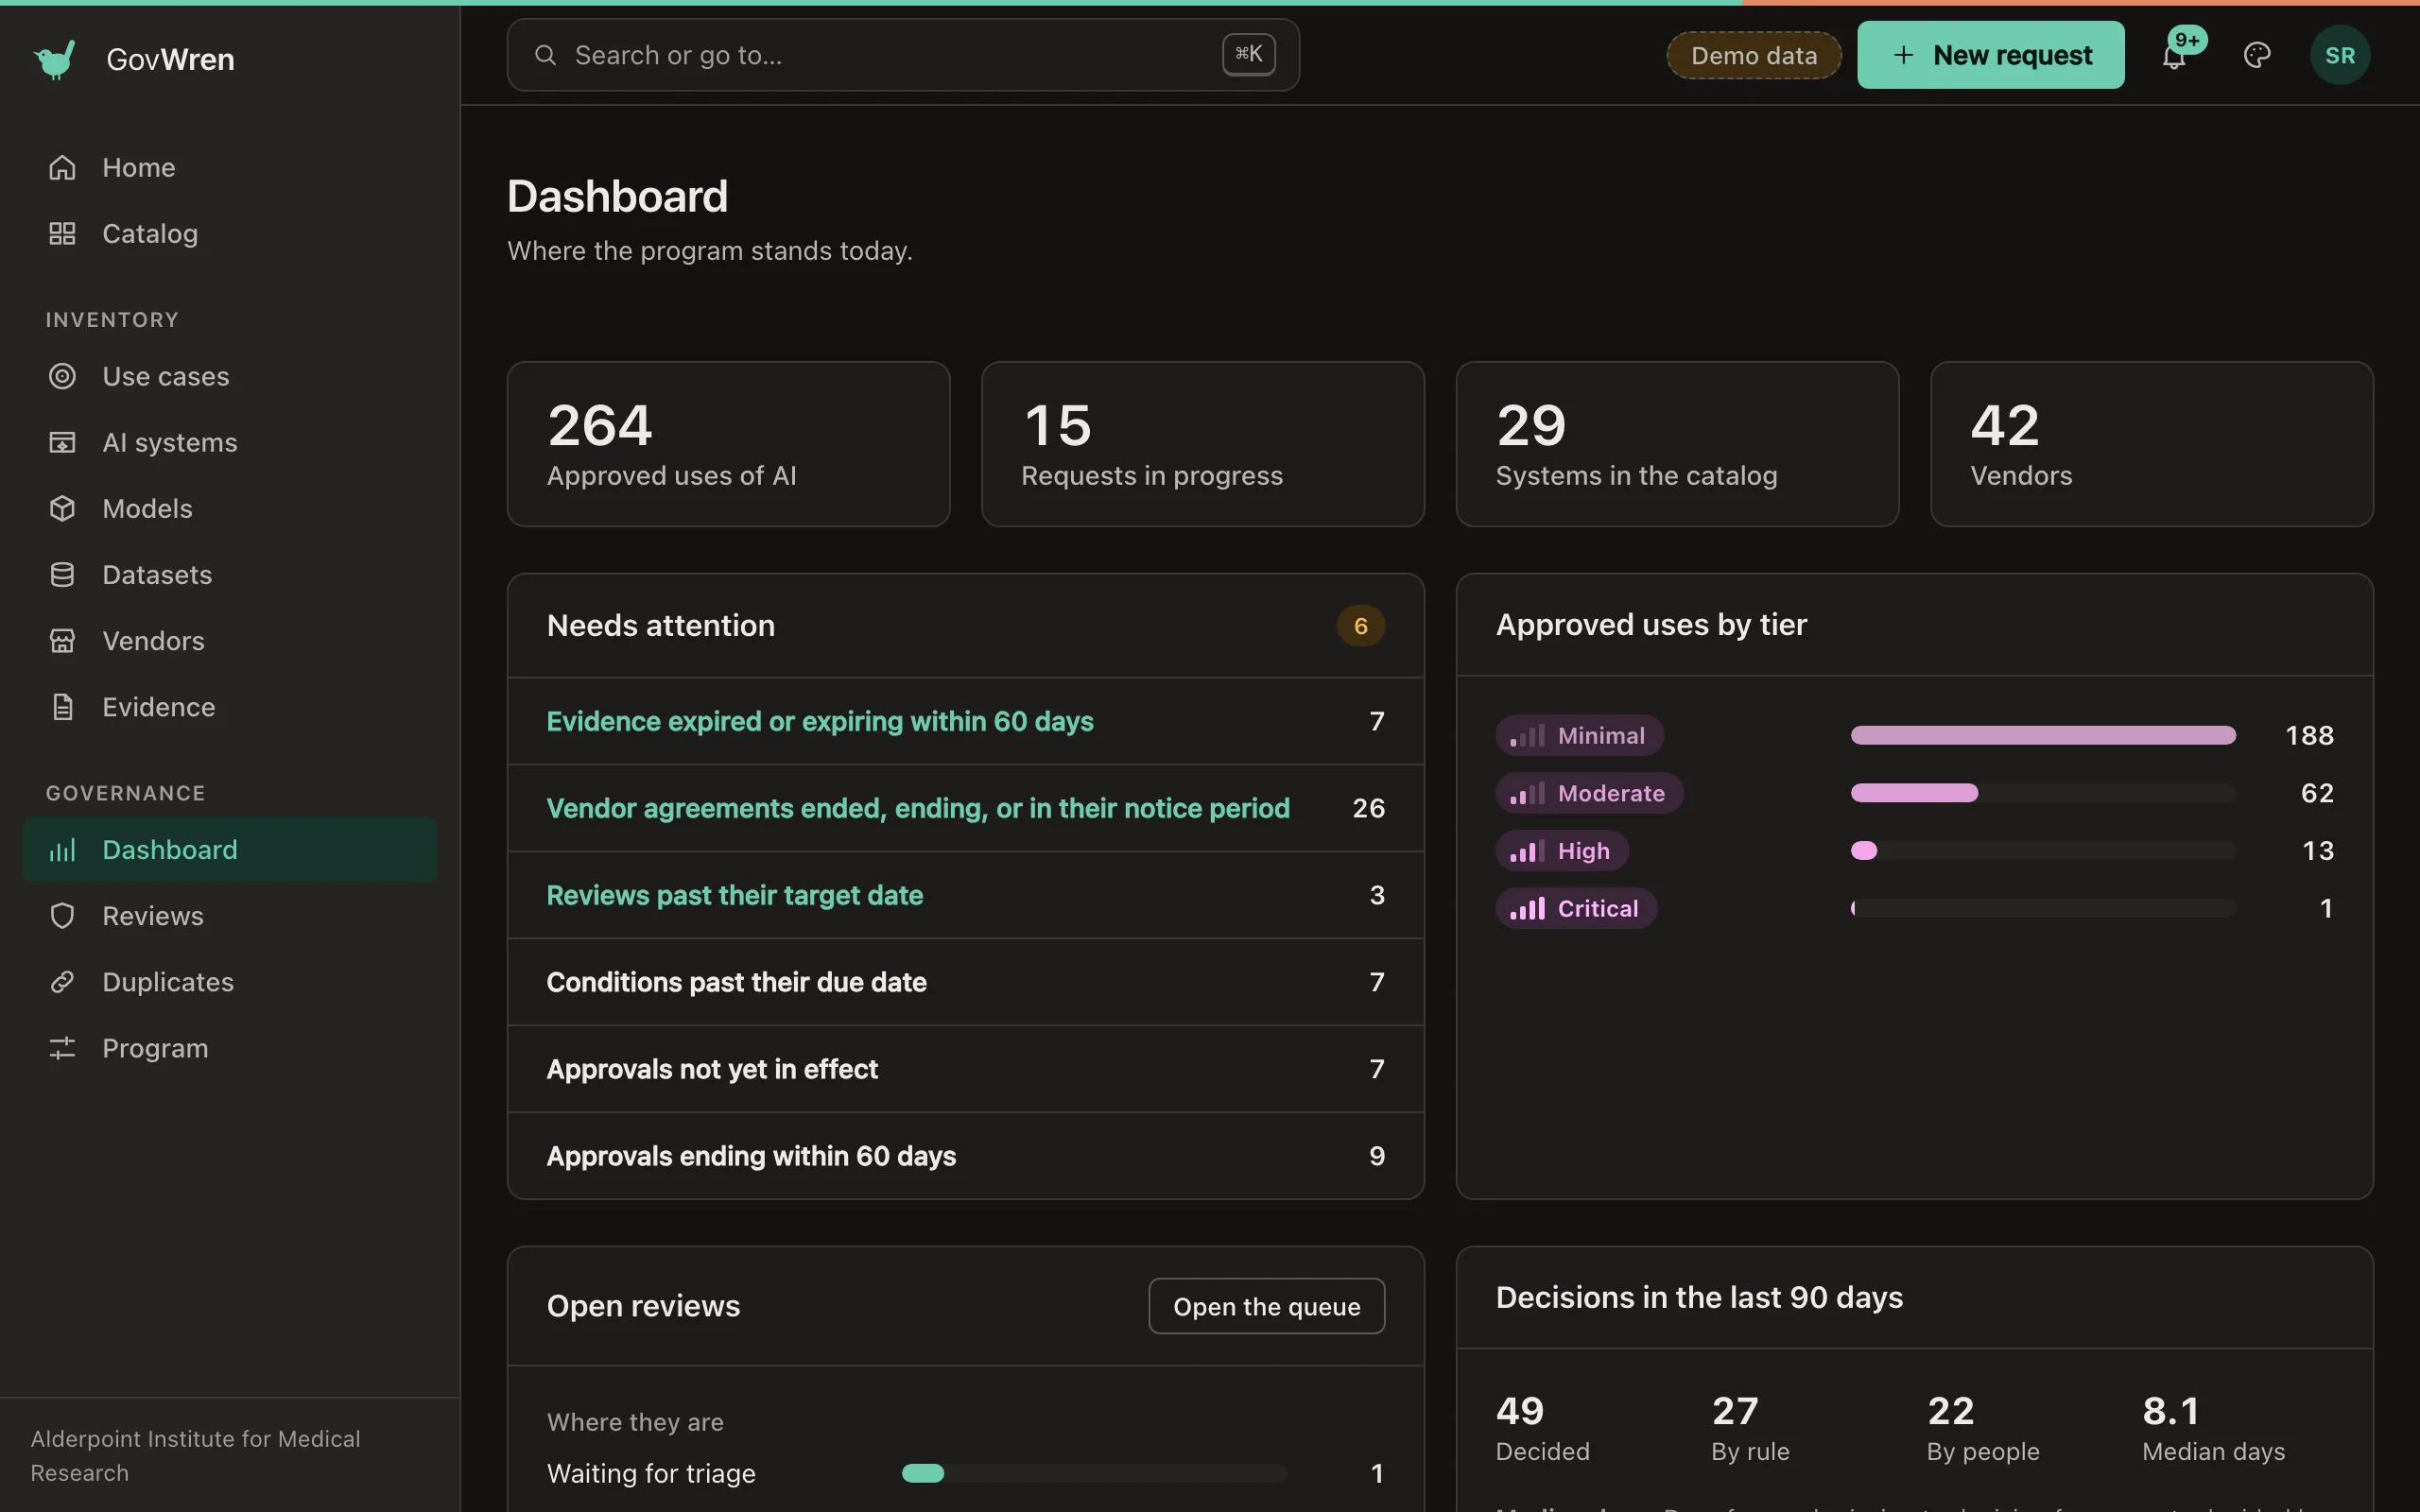 GovWren
Search or go to...
⌘K
Demo data
+ New request
9+
SR
Home
Catalog
INVENTORY
Use cases
AI systems
Models
Datasets
Vendors
Evidence
GOVERNANCE
Dashboard
Reviews
Duplicates
Program
Alderpoint Institute for Medical
Research
Dashboard
Where the program stands today.
264
Approved uses of AI
15
Requests in progress
29
Systems in the catalog
42
Vendors
Needs attention 6
Evidence expired or expiring within 60 days 7
Vendor agreements ended, ending, or in their notice period 26
Reviews past their target date 3
Conditions past their due date 7
Approvals not yet in effect 7
Approvals ending within 60 days 9
Approved uses by tier
Minimal 188
Moderate 62
High 13
Critical 1
Open reviews
Open the queue
Where they are
Waiting for triage 1
Decisions in the last 90 days
49
Decided
27
By rule
22
By people
8.1
Median days